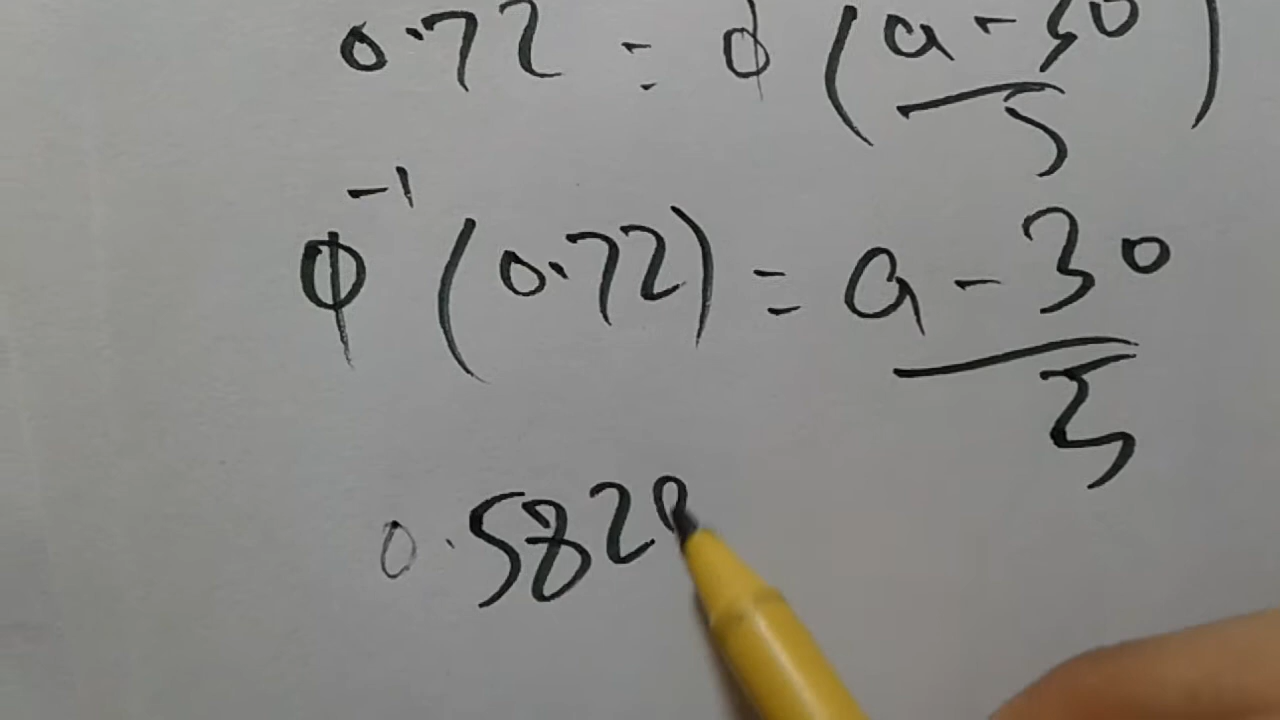 0.72 = φ (a - 30 / 5)
φ⁻¹ (0.72) = a - 30 / 5
0.5828